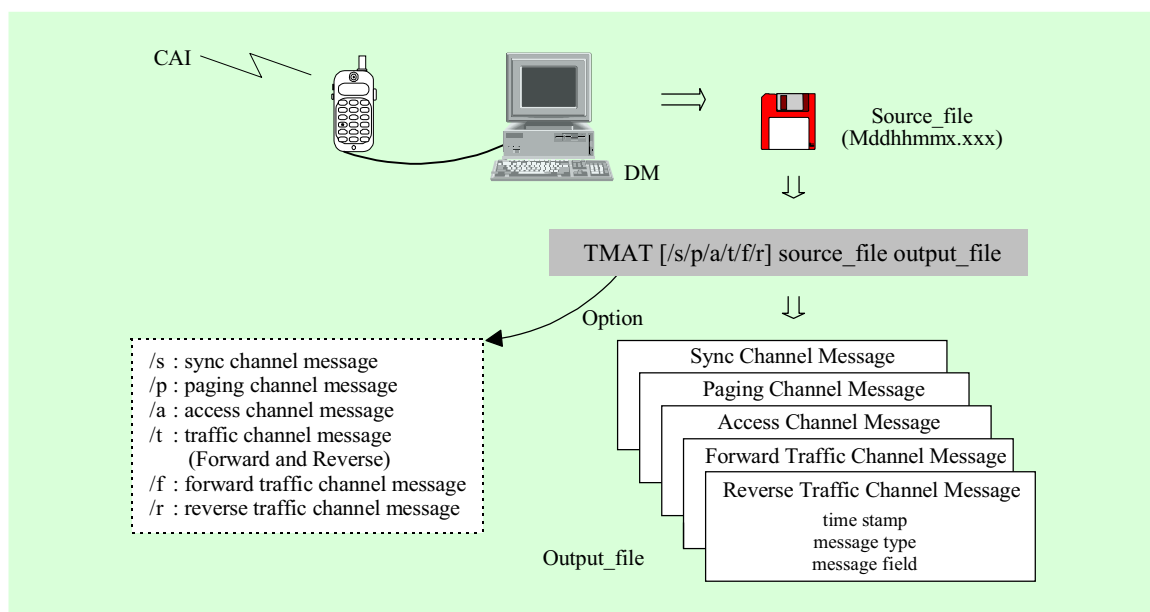 CAI
DM
Source_file
(Mddhhmmx.xxx)
TMAT [/s/p/a/t/f/r] source_file output_file
Option
/s : sync channel message
/p : paging channel message
/a : access channel message
/t : traffic channel message
(Forward and Reverse)
/f : forward traffic channel message
/r : reverse traffic channel message
Sync Channel Message
Paging Channel Message
Access Channel Message
Forward Traffic Channel Message
Reverse Traffic Channel Message
time stamp
message type
message field
Output_file